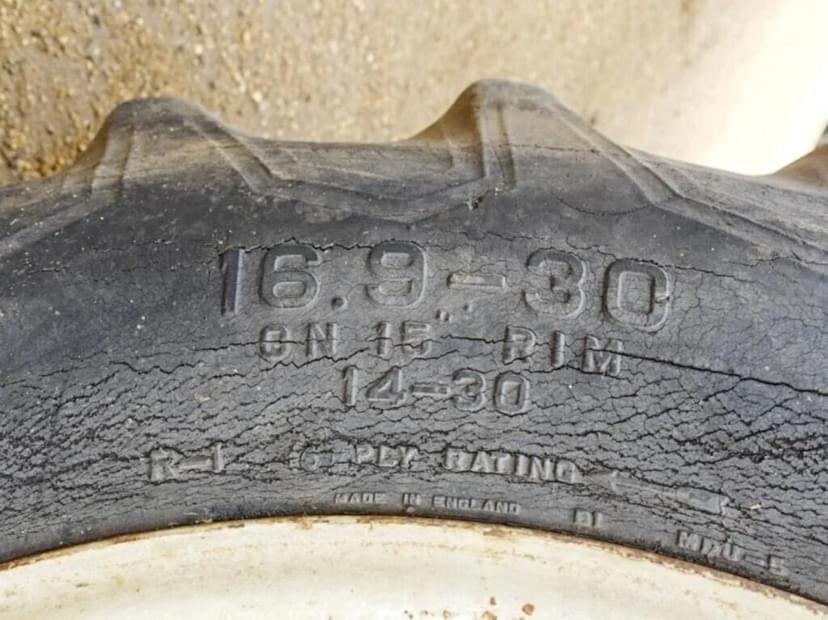 16.9-30
ON 15" RIM
14-30
R-1 6-PLY RATING
MADE IN ENGLAND